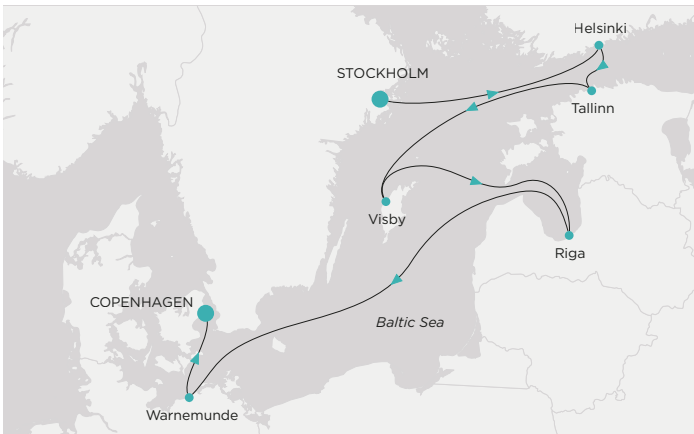 Helsinki
STOCKHOLM
Tallinn
Visby
Riga
COPENHAGEN
Baltic Sea
Warnemunde